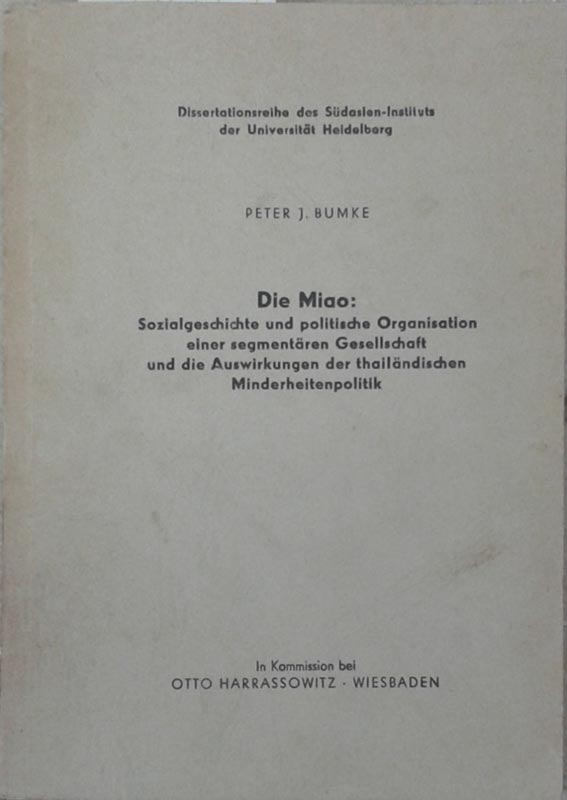 Dissertationsreihe des Südasien-Instituts
der Universität Heidelberg
PETER J. BUMKE
Die Miao:
Sozialgeschichte und politische Organisation
einer segmentären Gesellschaft
und die Auswirkungen der thailändischen
Minderheitenpolitik
In Kommission bei
OTTO HARRASSOWITZ · WIESBADEN